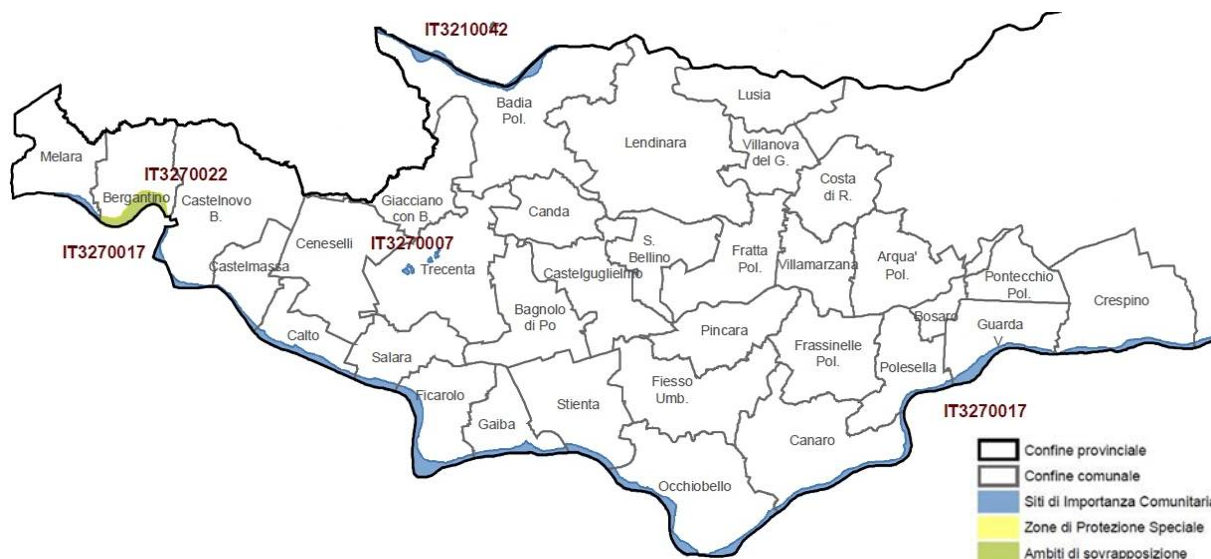 IT3210042
Badia
Pol.
Lusia
Lendinara
Melara
Villanova
del G.
IT3270022
Bergantino
Castelnovo
B.
Giacciano
con B.
Costa
di R.
Canda
IT3270017
Ceneselli
IT3270007
Trecenta
S.
Bellino
Fratta
Pol.
Villamarzana
Arqua'
Pol.
Castelmassa
Castelguglielmo
Pontecchio
Pol.
Crespino
Bagnolo
di Po
Bosaro
Guarda
V.
Calto
Pincara
Salara
Frassinelle
Pol.
Polesella
Ficarolo
Fiesso
Umb.
Stienta
Gaiba
IT3270017
Canaro
Occhiobello
Confine provinciale
Confine comunale
Siti di Importanza Comunitaria
Zone di Protezione Speciale
Ambiti di sovrapposizione